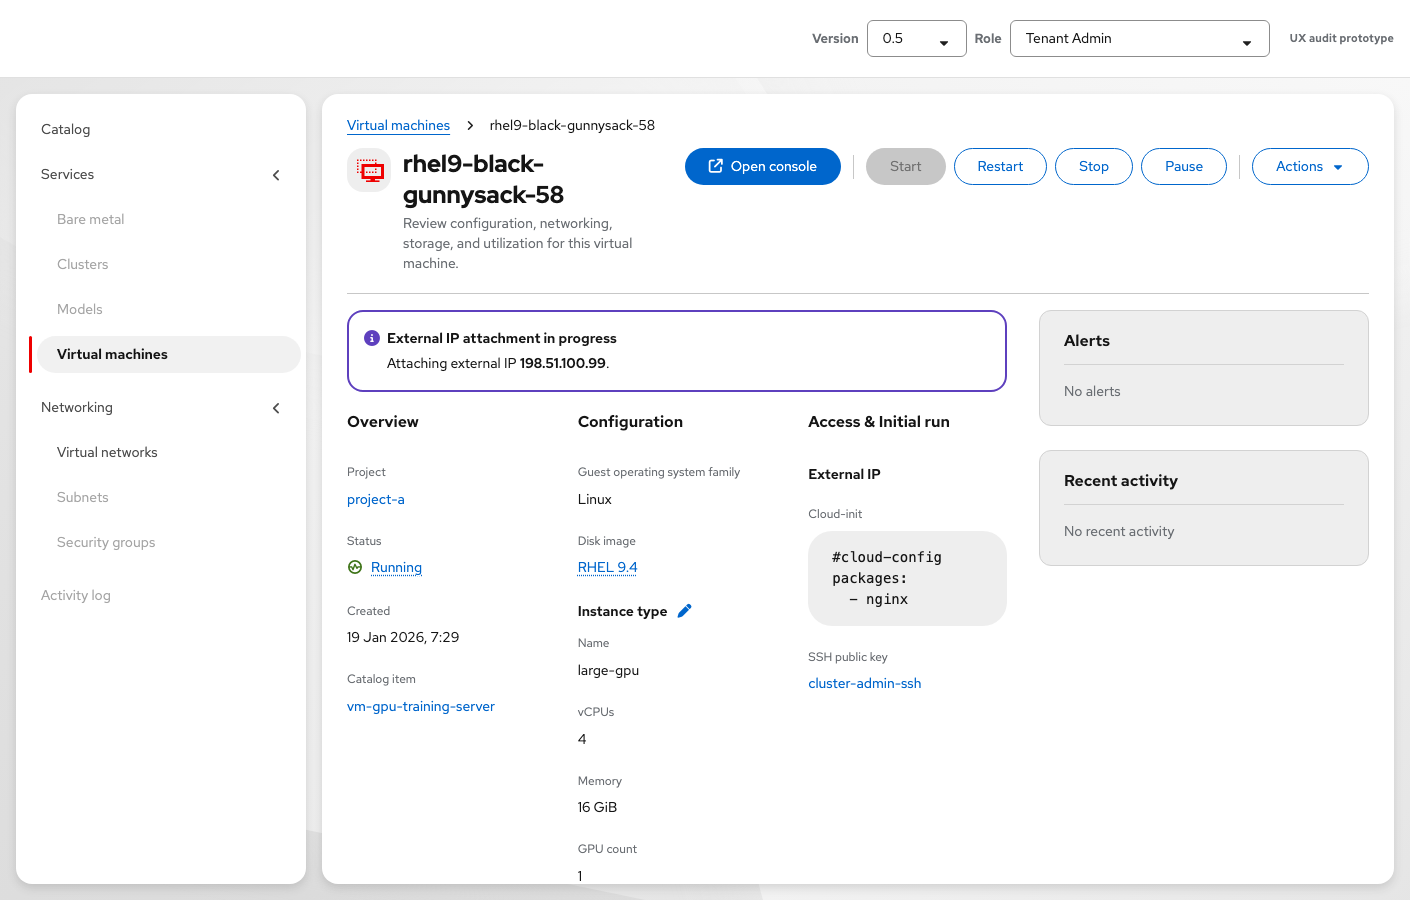 Version 0.5 Role Tenant Admin UX audit prototype
Catalog
Services
Bare metal
Clusters
Models
Virtual machines
Networking
Virtual networks
Subnets
Security groups
Activity log
Virtual machines > rhel9-black-gunnysack-58
rhel9-black-
gunnysack-58
Review configuration, networking,
storage, and utilization for this virtual
machine.
Open console Start Restart Stop Pause Actions
External IP attachment in progress
Attaching external IP 198.51.100.99.
Overview
Project
project-a
Status
Running
Created
19 Jan 2026, 7:29
Catalog item
vm-gpu-training-server
Configuration
Guest operating system family
Linux
Disk image
RHEL 9.4
Instance type
Name
large-gpu
vCPUs
4
Memory
16 GiB
GPU count
1
Access & Initial run
External IP
Cloud-init
#cloud-config
packages:
  - nginx
SSH public key
cluster-admin-ssh
Alerts
No alerts
Recent activity
No recent activity